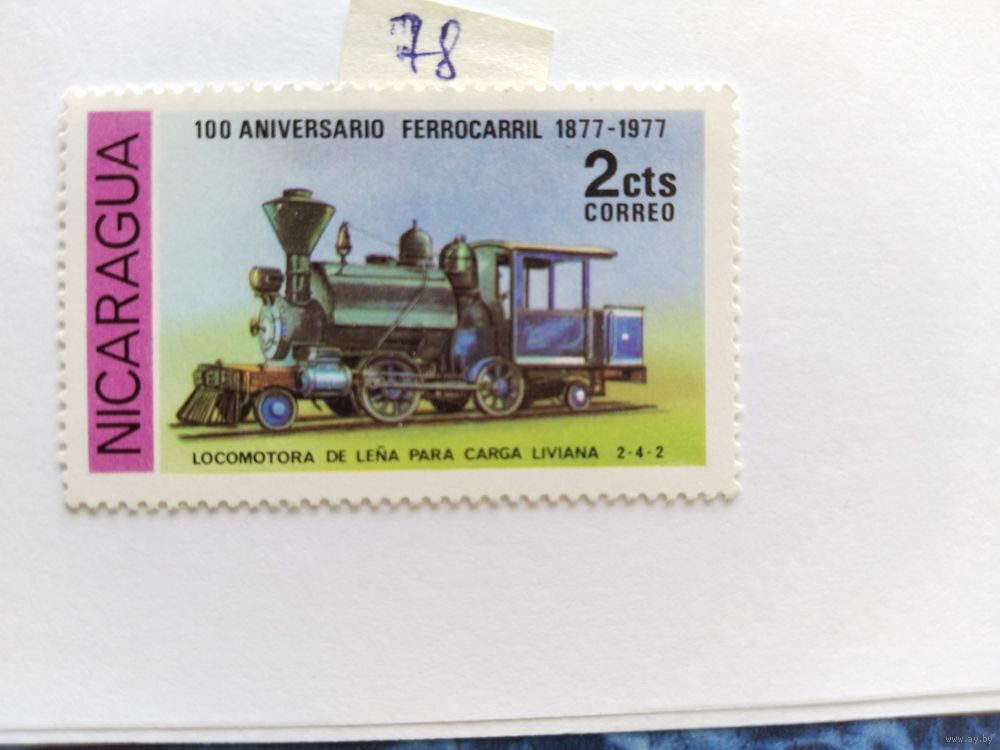 78
100 ANIVERSARIO FERROCARRIL 1877-1977
2cts
CORREO
NICARAGUA
LOCOMOTORA DE LEÑA PARA CARGA LIVIANA 2-4-2
www.ay.by